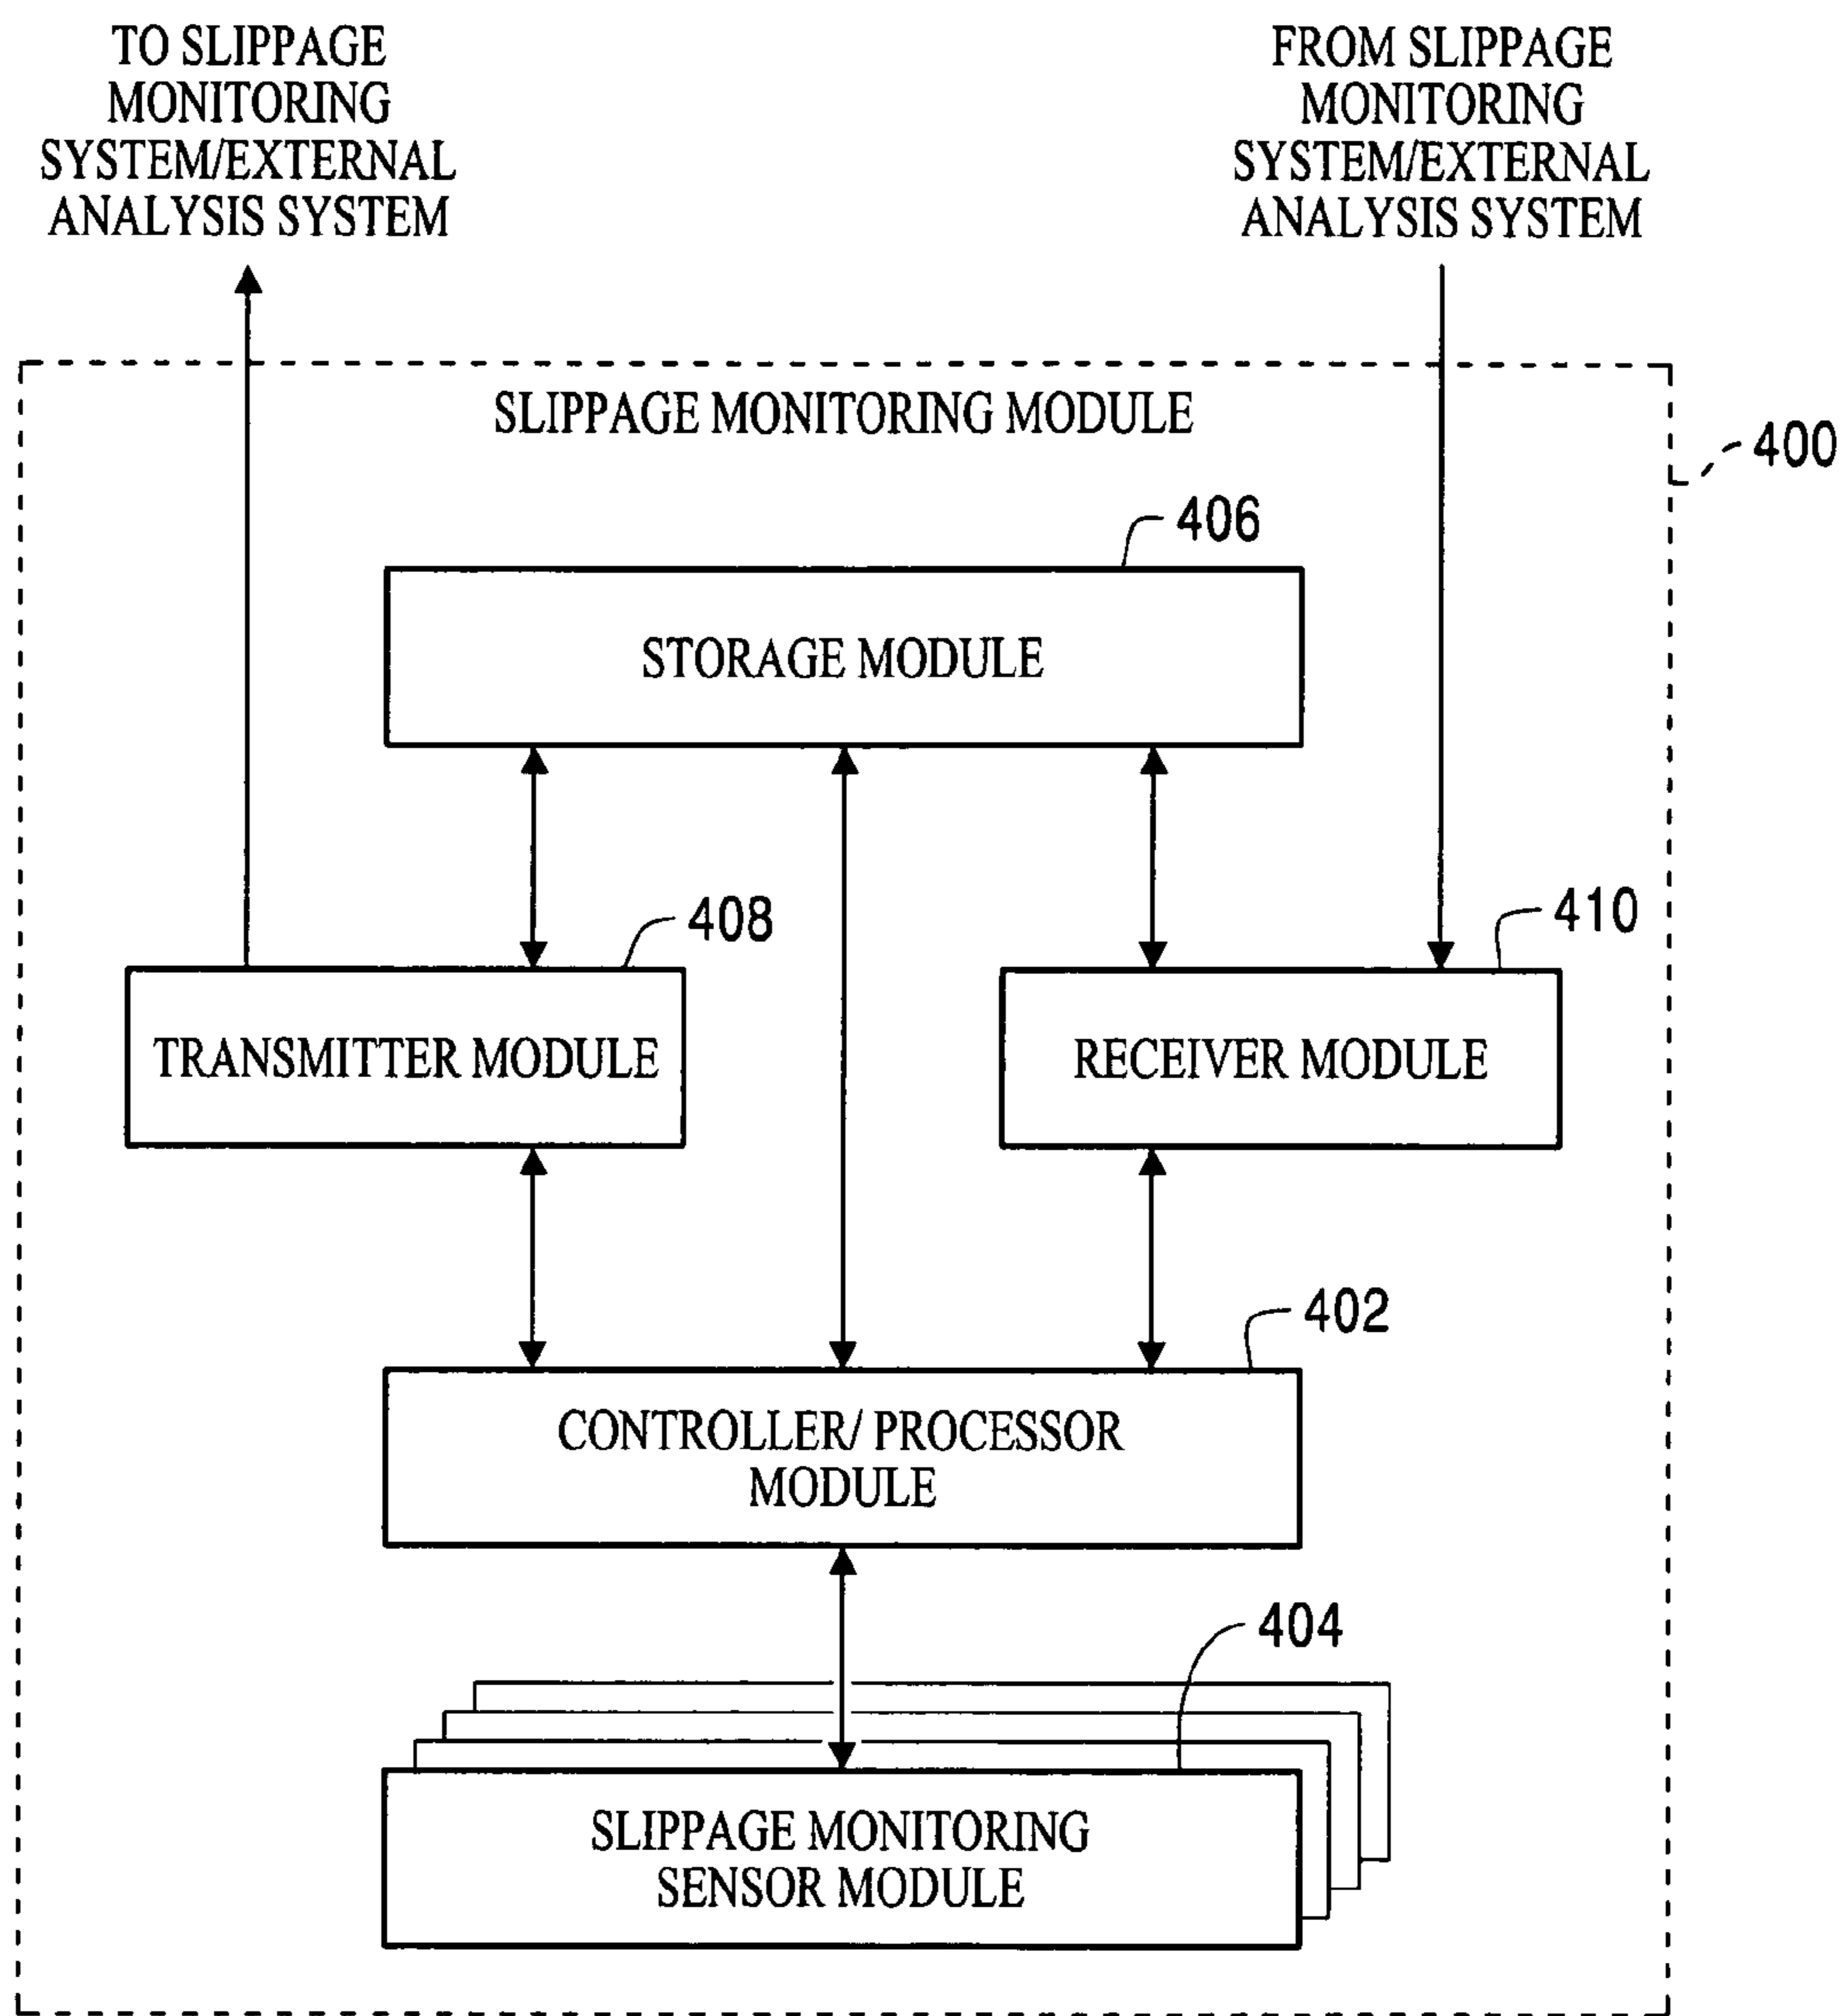 TO SLIPPAGE
MONITORING
SYSTEM/EXTERNAL
ANALYSIS SYSTEM
FROM SLIPPAGE
MONITORING
SYSTEM/EXTERNAL
ANALYSIS SYSTEM
SLIPPAGE MONITORING MODULE
400
406
STORAGE MODULE
408
410
TRANSMITTER MODULE
RECEIVER MODULE
402
CONTROLLER/ PROCESSOR
MODULE
404
SLIPPAGE MONITORING
SENSOR MODULE